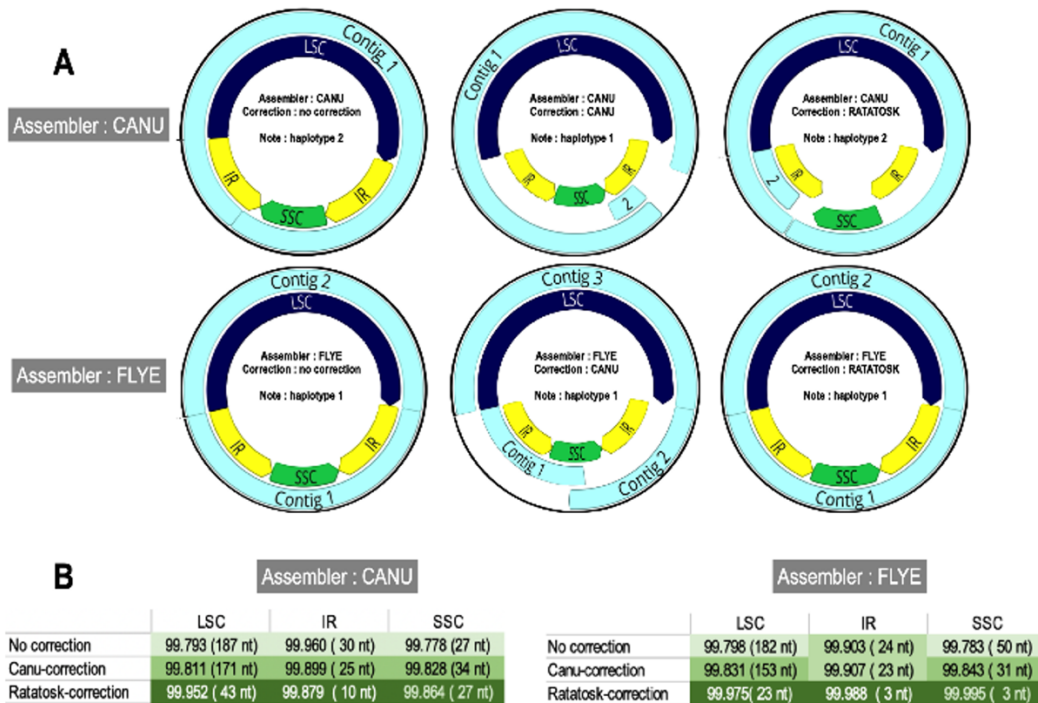 A
Assembler : CANU
Contig 1
LSC
Assembler : CANU
Correction : no correction
Note : haplotype 2
IR
IR
SSC
Contig 1
LSC
Assembler : CANU
Correction : CANU
Note : haplotype 1
IR
IR
SSC
2
Contig 1
LSC
Assembler : CANU
Correction : RATATOSK
Note : haplotype 2
2
IR
IR
SSC
Assembler : FLYE
Contig 2
LSC
Assembler : FLYE
Correction : no correction
Note : haplotype 1
IR
IR
SSC
Contig 1
Contig 3
LSC
Assembler : FLYE
Correction : CANU
Note : haplotype 1
IR
IR
SSC
Contig 1
Contig 2
Contig 2
LSC
Assembler : FLYE
Correction : RATATOSK
Note : haplotype 1
IR
IR
SSC
Contig 1
B
Assembler : CANU
LSC IR SSC
No correction 99.793 (187 nt) 99.960 ( 30 nt) 99.778 (27 nt)
Canu-correction 99.811 (171 nt) 99.899 ( 25 nt) 99.828 (34 nt)
Ratatosk-correction 99.952 ( 43 nt) 99.879 ( 10 nt) 99.864 ( 27 nt)
Assembler : FLYE
LSC IR SSC
No correction 99.798 (182 nt) 99.903 ( 24 nt) 99.783 ( 50 nt)
Canu-correction 99.831 (153 nt) 99.907 ( 23 nt) 99.843 ( 31 nt)
Ratatosk-correction 99.975( 23 nt) 99.988 ( 3 nt) 99.995 ( 3 nt)